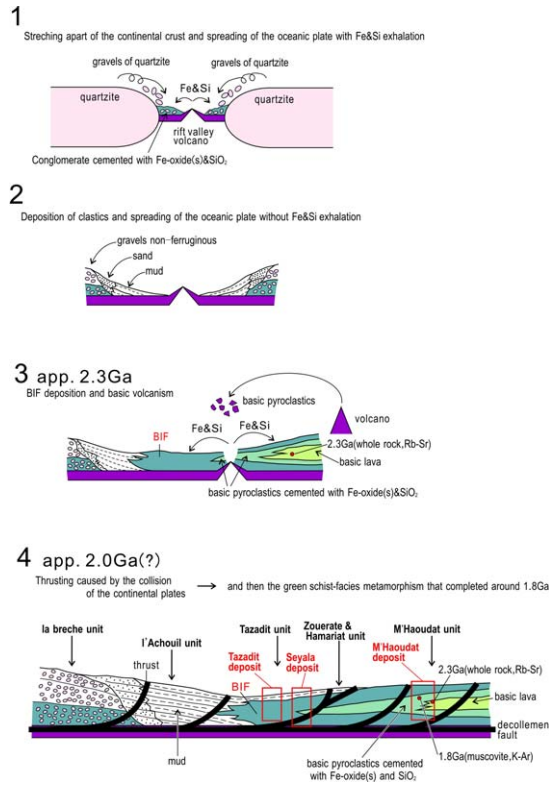 1
Streching apart of the continental crust and spreading of the oceanic plate with Fe&Si exhalation
gravels of quartzite
gravels of quartzite
Fe&Si
quartzite
quartzite
rift valley
volcano
Conglomerate cemented with Fe-oxide(s)&SiO₂
2
Deposition of clastics and spreading of the oceanic plate without Fe&Si exhalation
gravels non-ferruginous
sand
mud
3 app. 2.3Ga
BIF deposition and basic volcanism
basic pyroclastics
volcano
BIF
Fe&Si
Fe&Si
2.3Ga(whole rock,Rb-Sr)
basic lava
basic pyroclastics cemented with Fe-oxide(s)&SiO₂
4 app. 2.0Ga(?)
Thrusting caused by the collision
of the continental plates
→ and then the green schist-facies metamorphism that completed around 1.8Ga
la breche unit
l'Achouil unit
Tazadit unit
Zouerate &
Hamariat unit
M'Haoudat unit
thrust
Tazadit
deposit
Seyala
deposit
M'Haoudat
deposit
2.3Ga(whole rock,Rb-Sr)
BIF
basic lava
decollemen
fault
mud
basic pyroclastics cemented
with Fe-oxide(s) and SiO₂
1.8Ga(muscovite,K-Ar)